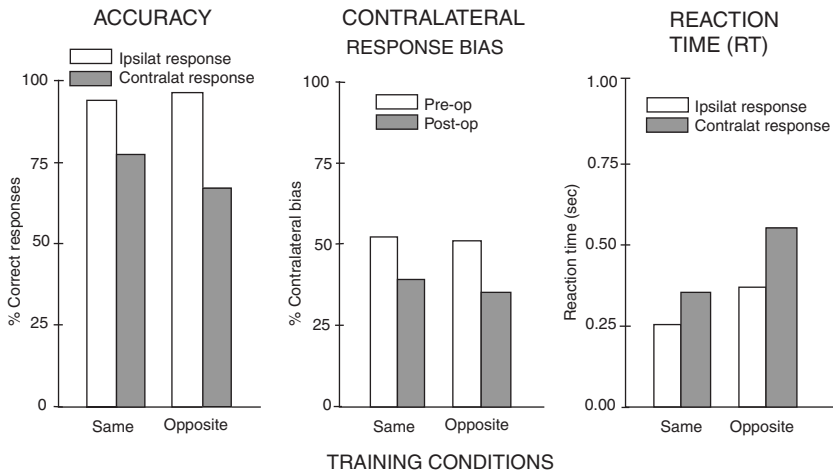 ACCURACY
Ipsilat response
Contralat response
100
75
50
25
0
% Correct responses
Same Opposite
CONTRALATERAL
RESPONSE BIAS
Pre-op
Post-op
100
75
50
25
0
% Contralateral bias
Same Opposite
REACTION
TIME (RT)
Ipsilat response
Contralat response
1.00
0.75
0.50
0.25
0.00
Reaction time (sec)
Same Opposite
TRAINING CONDITIONS